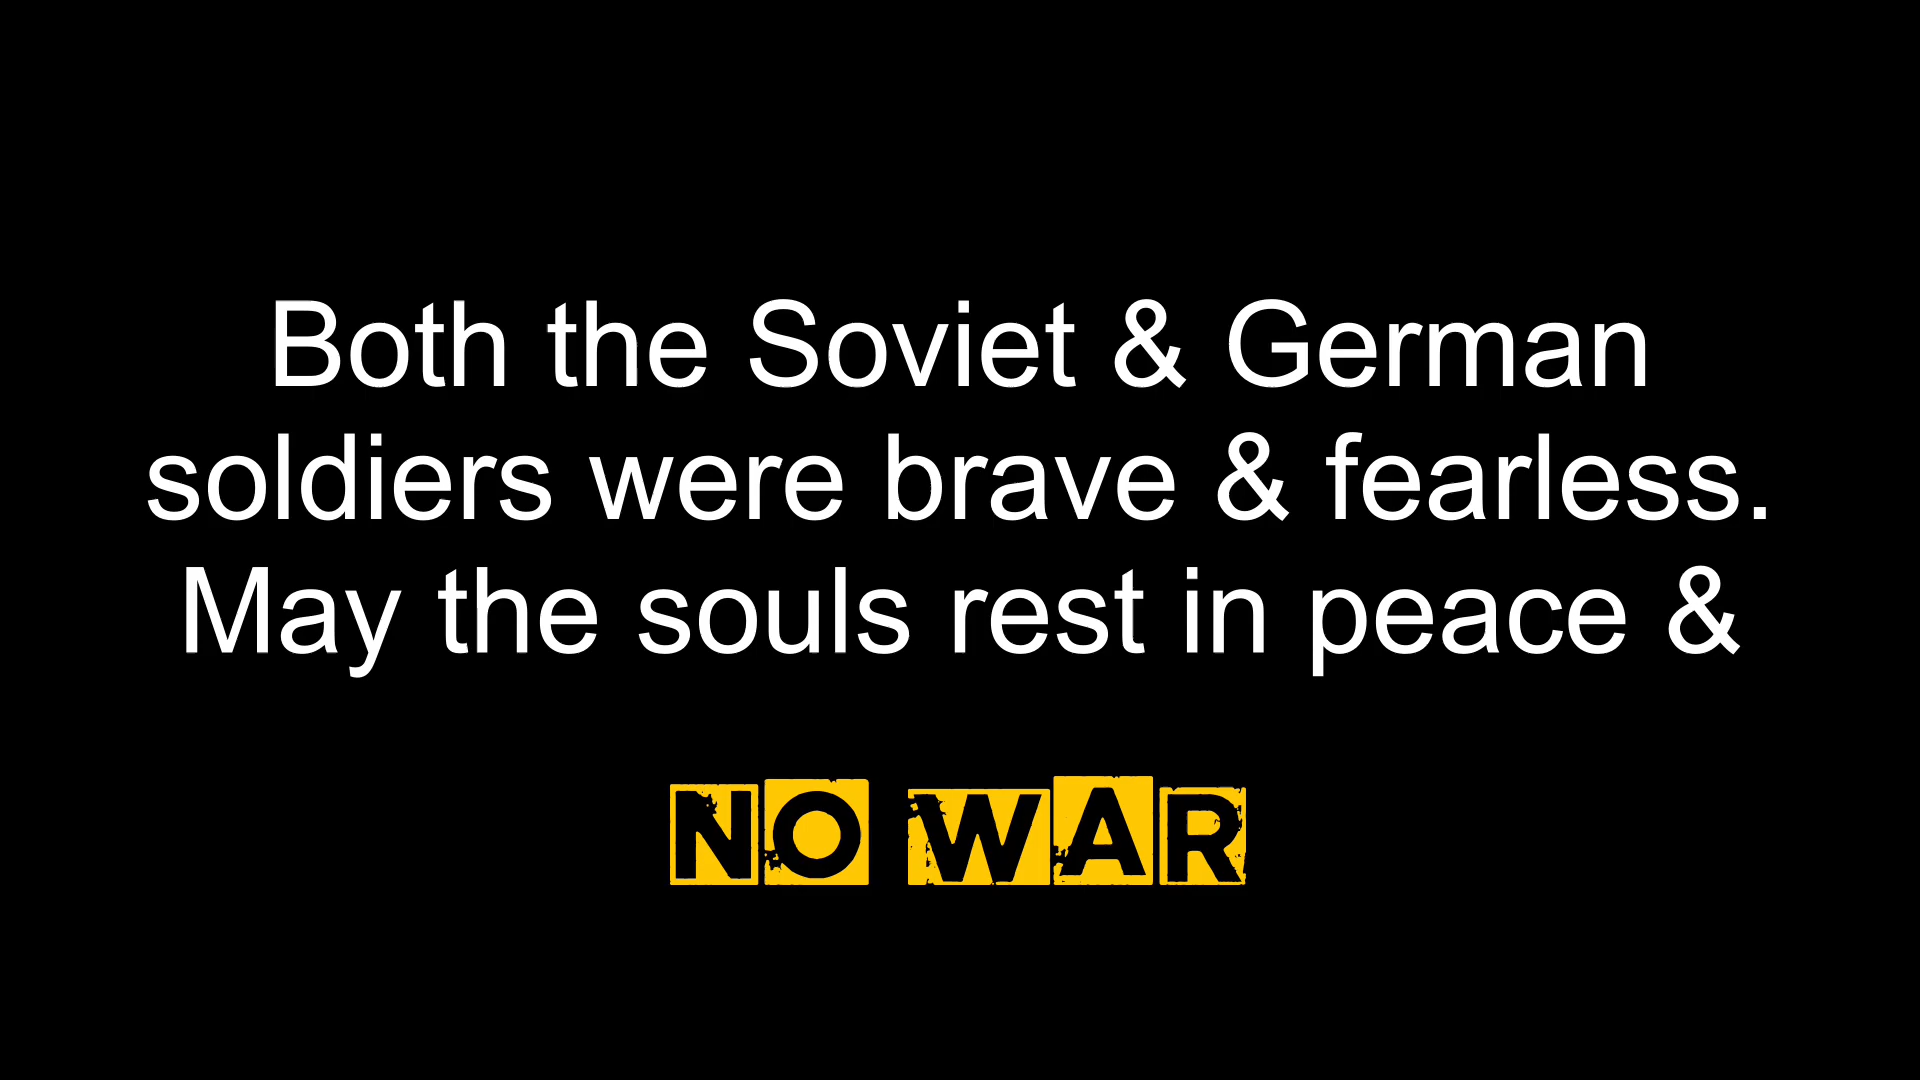 Both the Soviet & German
soldiers were brave & fearless.
May the souls rest in peace &
NO WAR